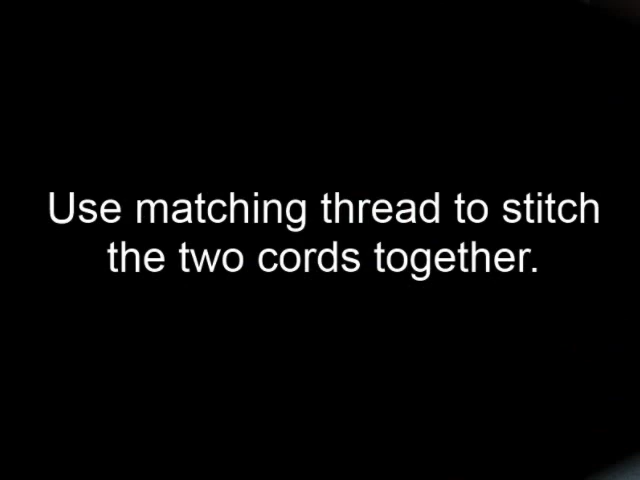 Use matching thread to stitch
the two cords together.